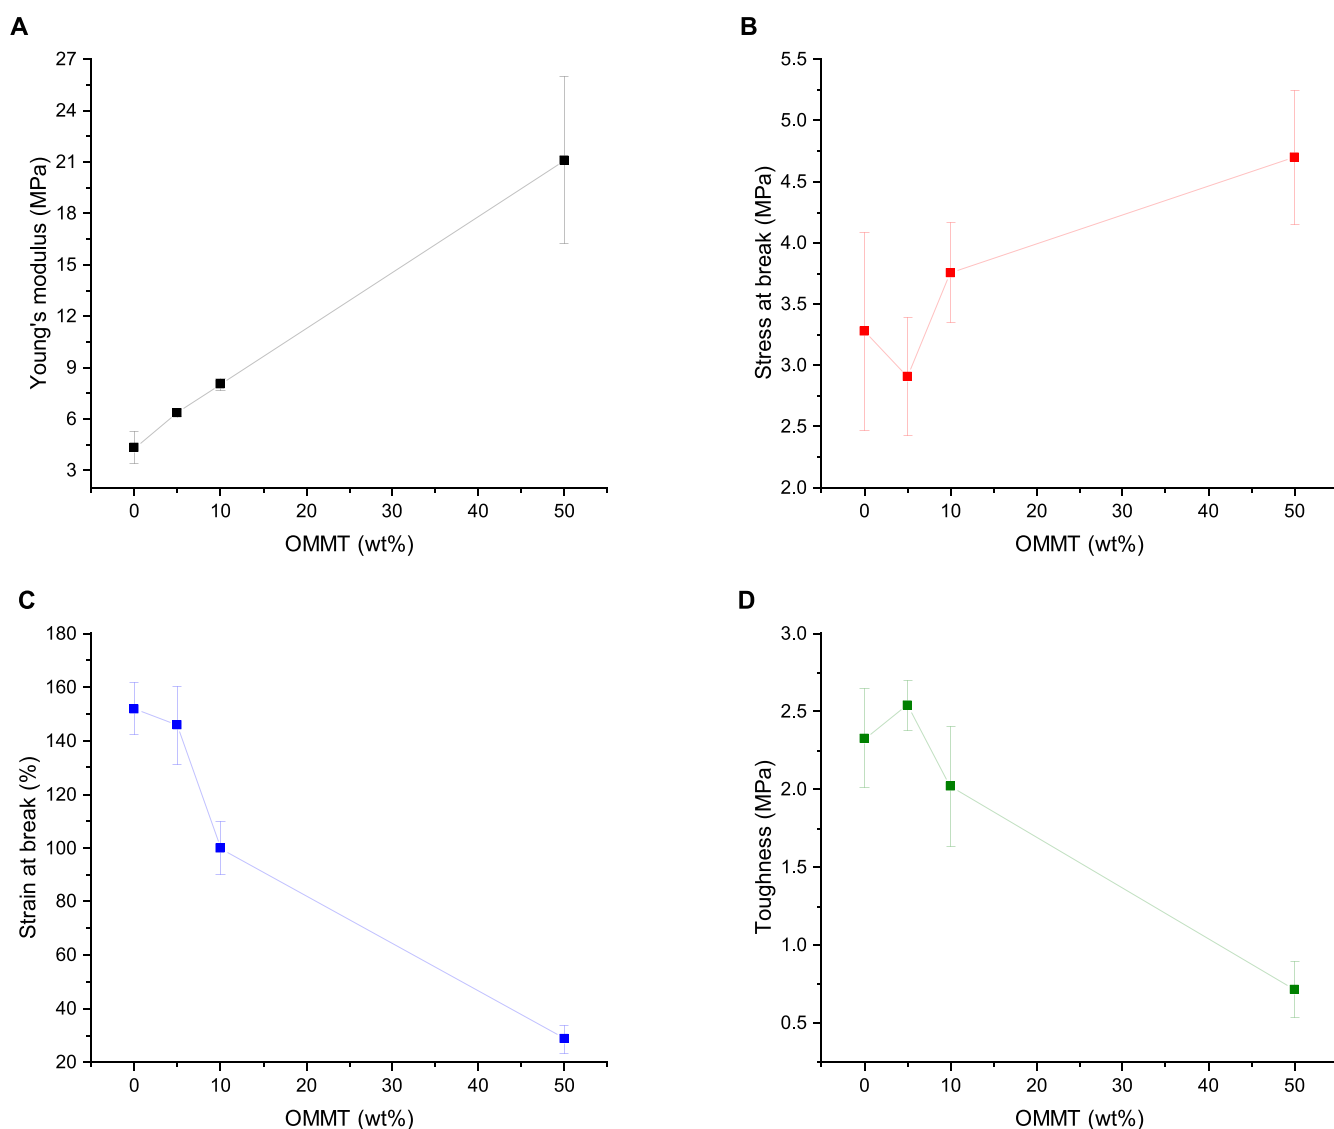 A
27
24
21
18
15
12
9
6
3
Young's modulus (MPa)
0 10 20 30 40 50
OMMT (wt%)
B
5.5
5.0
4.5
4.0
3.5
3.0
2.5
2.0
Stress at break (MPa)
0 10 20 30 40 50
OMMT (wt%)
C
180
160
140
120
100
80
60
40
20
Strain at break (%)
0 10 20 30 40 50
OMMT (wt%)
D
3.0
2.5
2.0
1.5
1.0
0.5
Toughness (MPa)
0 10 20 30 40 50
OMMT (wt%)